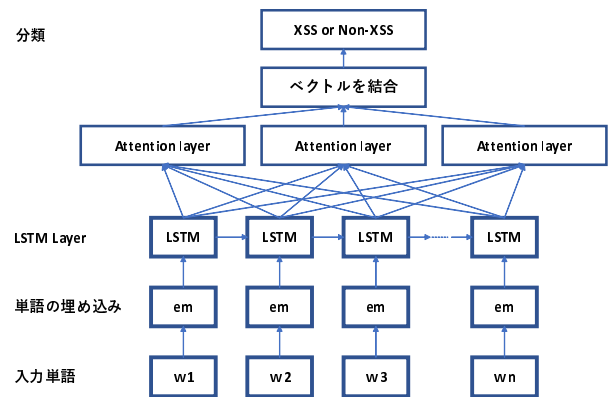 分類
XSS or Non-XSS
ベクトルを結合
Attention layer
Attention layer
Attention layer
LSTM Layer
LSTM
LSTM
LSTM
LSTM
単語の埋め込み
em
em
em
em
入力単語
w1
w2
w3
wn